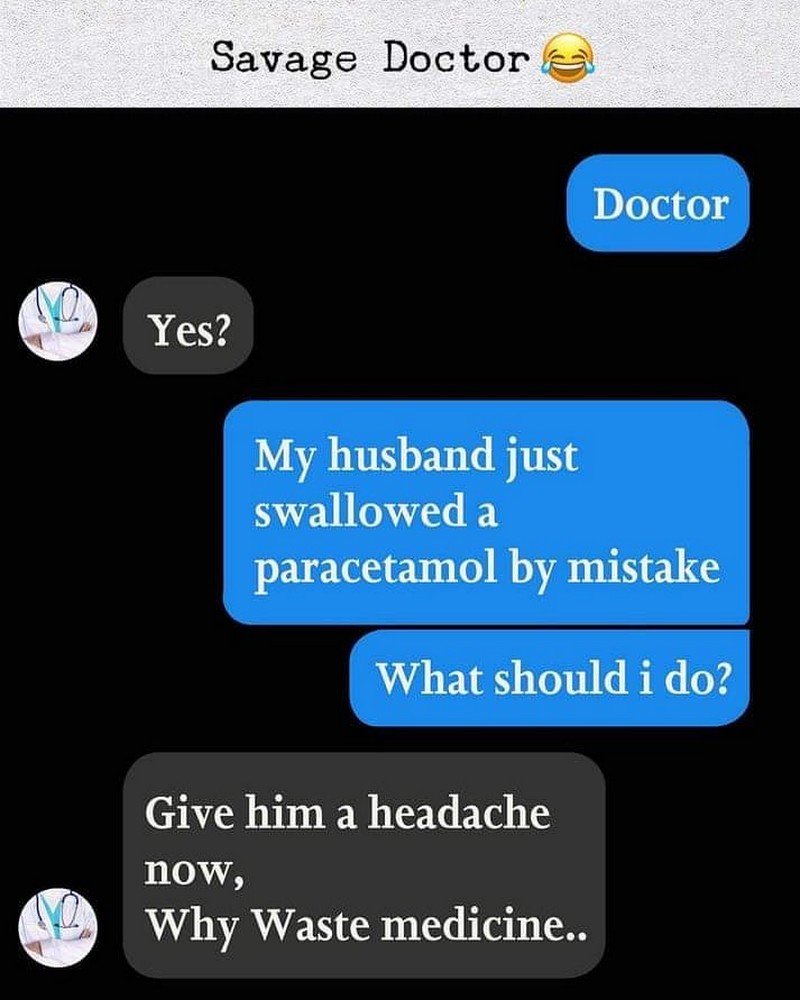 Savage Doctor😂
Doctor
Yes?
My husband just
swallowed a
paracetamol by mistake
What should i do?
Give him a headache
now,
Why Waste medicine..